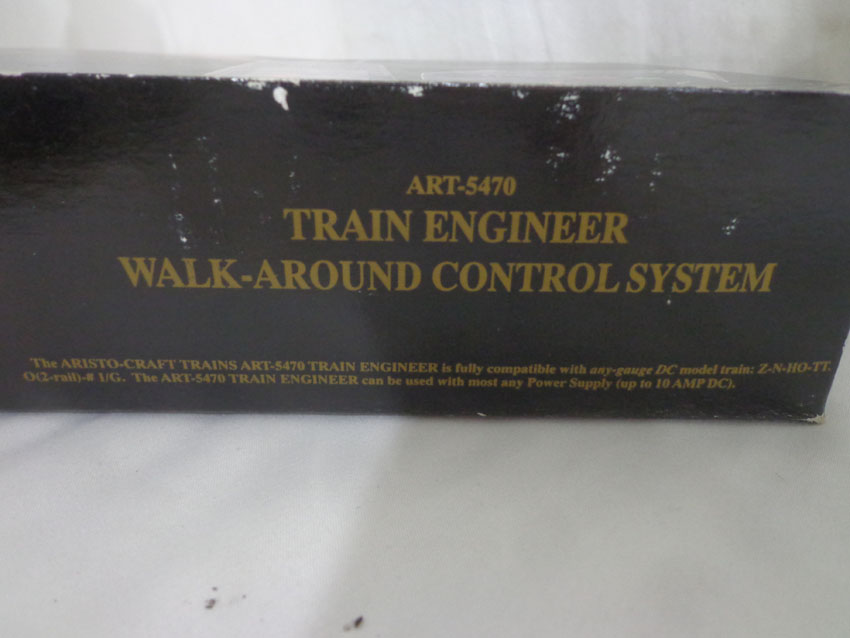 ART-5470
TRAIN ENGINEER
WALK-AROUND CONTROL SYSTEM
The ARISTO-CRAFT TRAINS ART-5470 TRAIN ENGINEER is fully compatible with any-gauge DC model train: Z-N-HO-TT.
O(2-rail)-# 1/G. The ART-5470 TRAIN ENGINEER can be used with most any Power Supply (up to 10 AMP DC).